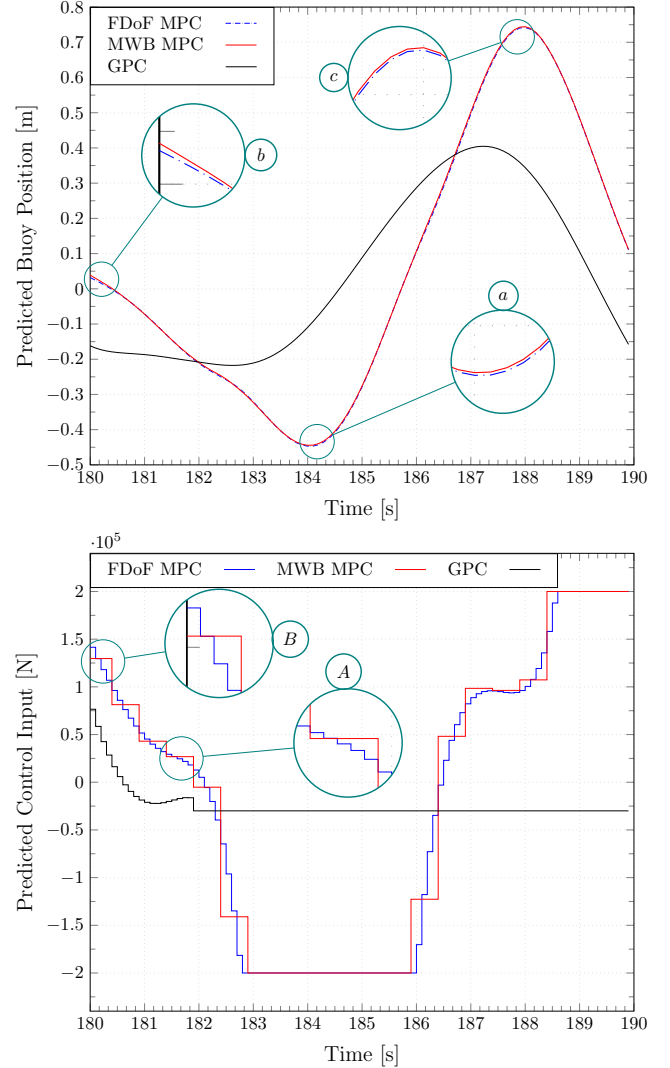 FDoF MPC
MWB MPC
GPC
c
b
a
Predicted Buoy Position [m]
0.8
0.7
0.6
0.5
0.4
0.3
0.2
0.1
0
−0.1
−0.2
−0.3
−0.4
−0.5
180 181 182 183 184 185 186 187 188 189 190
Time [s]
·10^5
FDoF MPC MWB MPC GPC
B
A
Predicted Control Input [N]
2
1.5
1
0.5
0
−0.5
−1
−1.5
−2
180 181 182 183 184 185 186 187 188 189 190
Time [s]